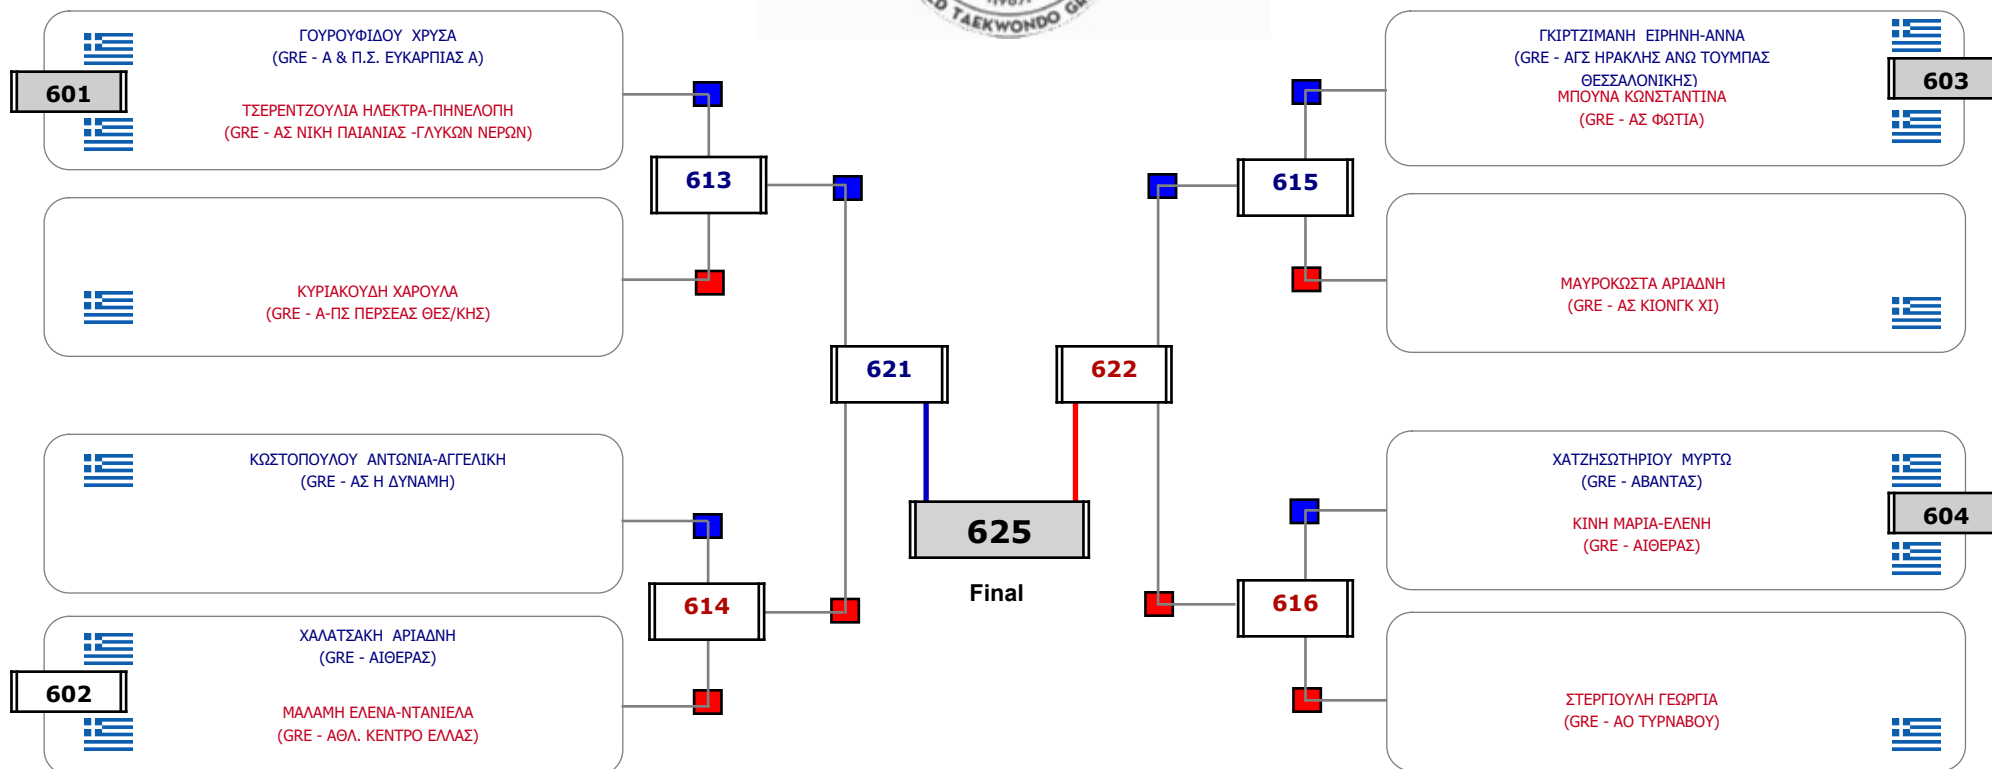 TAEKWONDO
ΓΟΥΡΟΥΦΙΔΟΥ ΧΡΥΣΑ
(GRE - Α & Π.Σ. ΕΥΚΑΡΠΙΑΣ Α)
601
ΤΣΕΡΕΝΤΖΟΥΛΙΑ ΗΛΕΚΤΡΑ-ΠΗΝΕΛΟΠΗ
(GRE - ΑΣ ΝΙΚΗ ΠΑΙΑΝΙΑΣ -ΓΛΥΚΩΝ ΝΕΡΩΝ)
613
ΚΥΡΙΑΚΟΥΔΗ ΧΑΡΟΥΛΑ
(GRE - Α-ΠΣ ΠΕΡΣΕΑΣ ΘΕΣ/ΚΗΣ)
621
ΚΩΣΤΟΠΟΥΛΟΥ ΑΝΤΩΝΙΑ-ΑΓΓΕΛΙΚΗ
(GRE - ΑΣ Η ΔΥΝΑΜΗ)
614
ΧΑΛΑΤΣΑΚΗ ΑΡΙΑΔΝΗ
(GRE - ΑΙΘΕΡΑΣ)
602
ΜΑΛΑΜΗ ΕΛΕΝΑ-ΝΤΑΝΙΕΛΑ
(GRE - ΑΘΛ. ΚΕΝΤΡΟ ΕΛΛΑΣ)
625
Final
ΓΚΙΡΤΖΙΜΑΝΗ ΕΙΡΗΝΗ-ΑΝΝΑ
(GRE - ΑΓΣ ΗΡΑΚΛΗΣ ΑΝΩ ΤΟΥΜΠΑΣ
ΘΕΣΣΑΛΟΝΙΚΗΣ)
603
ΜΠΟΥΝΑ ΚΩΝΣΤΑΝΤΙΝΑ
(GRE - ΑΣ ΦΩΤΙΑ)
615
ΜΑΥΡΟΚΩΣΤΑ ΑΡΙΑΔΝΗ
(GRE - ΑΣ ΚΙΟΝΓΚ ΧΙ)
622
ΧΑΤΖΗΣΩΤΗΡΙΟΥ ΜΥΡΤΩ
(GRE - ΑΒΑΝΤΑΣ)
604
ΚΙΝΗ ΜΑΡΙΑ-ΕΛΕΝΗ
(GRE - ΑΙΘΕΡΑΣ)
616
ΣΤΕΡΓΙΟΥΛΗ ΓΕΩΡΓΙΑ
(GRE - ΑΟ ΤΥΡΝΑΒΟΥ)